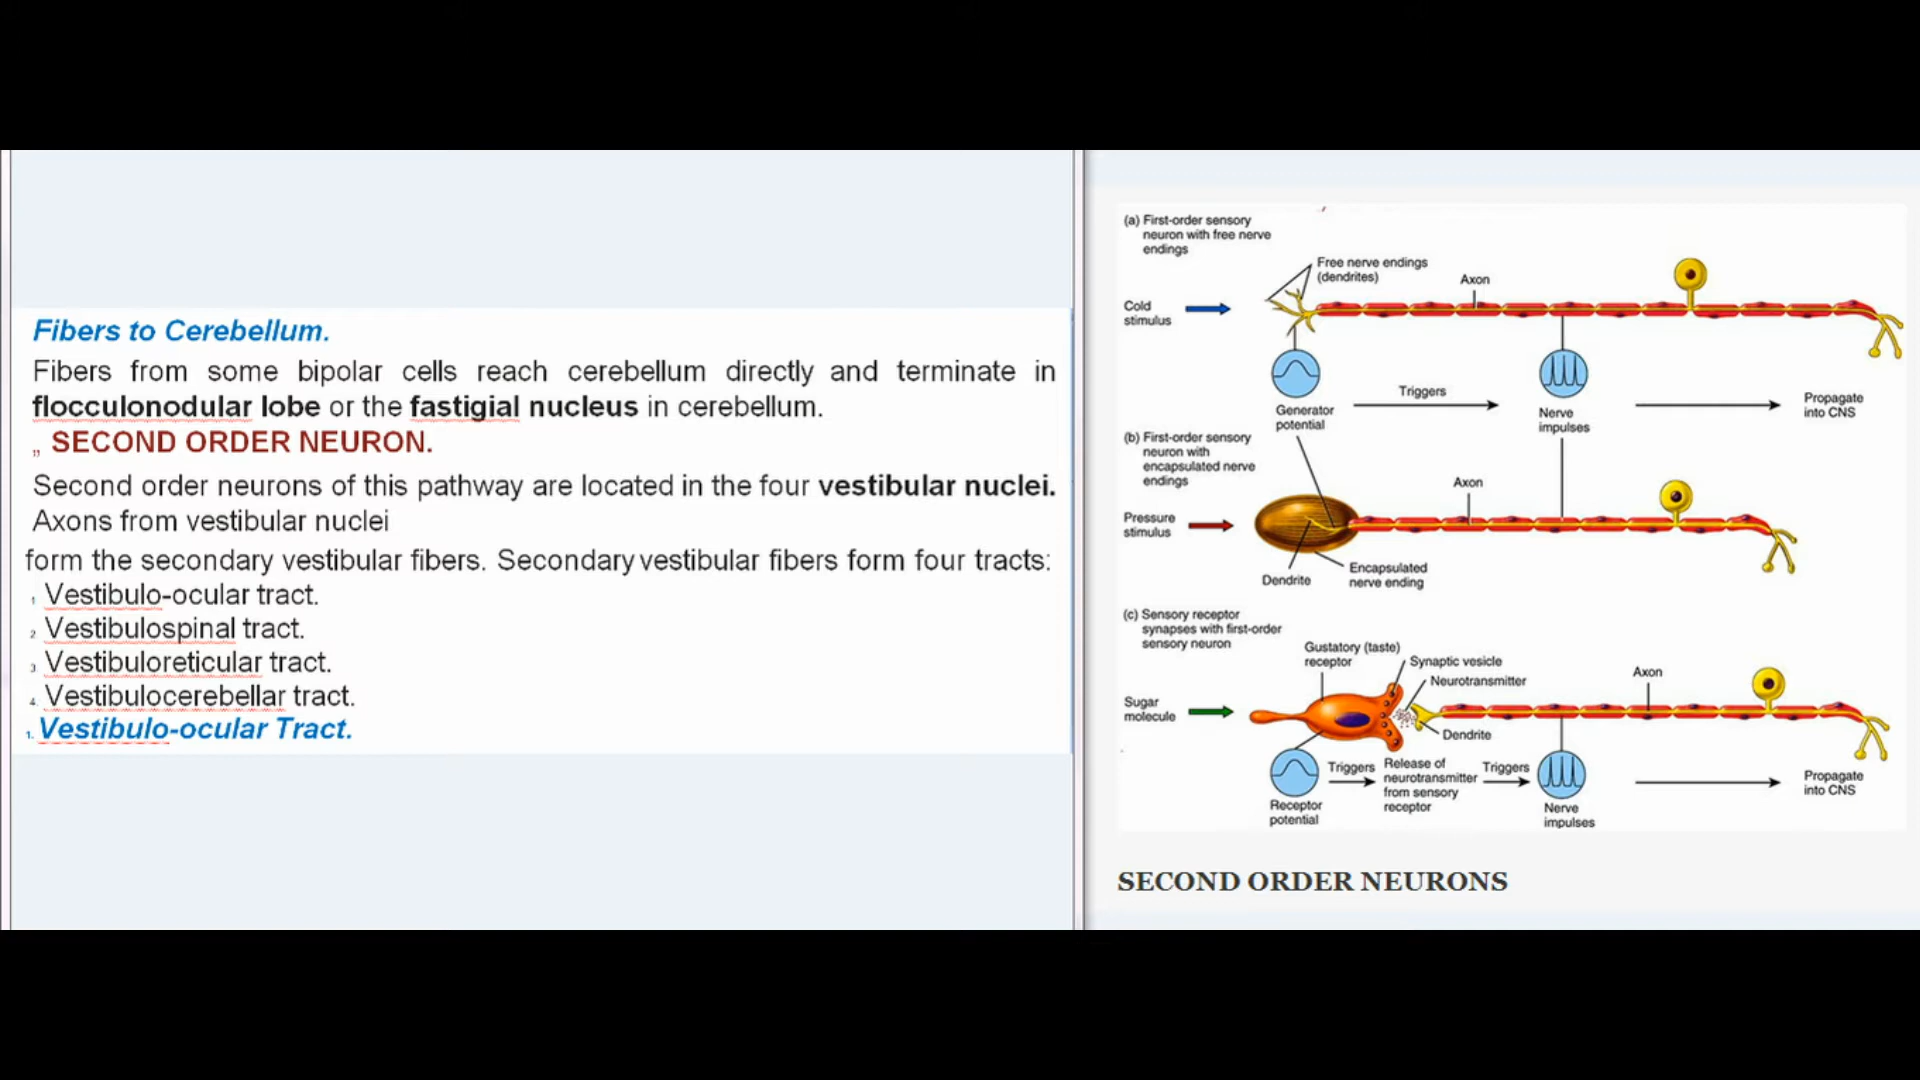 Fibers to Cerebellum.
Fibers from some bipolar cells reach cerebellum directly and terminate in
flocculonodular lobe or the fastigial nucleus in cerebellum.
„ SECOND ORDER NEURON.
Second order neurons of this pathway are located in the four vestibular nuclei.
Axons from vestibular nuclei
form the secondary vestibular fibers. Secondary vestibular fibers form four tracts:
1 Vestibulo-ocular tract.
2 Vestibulospinal tract.
3 Vestibuloreticular tract.
4. Vestibulocerebellar tract.
1. Vestibulo-ocular Tract.
(a) First-order sensory
neuron with free nerve
endings
Free nerve endings
(dendrites)
Axon
Cold
stimulus
Triggers
Generator
potential
Nerve
impulses
Propagate
into CNS
(b) First-order sensory
neuron with
encapsulated nerve
endings
Axon
Pressure
stimulus
Dendrite
Encapsulated
nerve ending
(c) Sensory receptor
synapses with first-order
sensory neuron
Gustatory (taste)
receptor
Synaptic vesicle
Neurotransmitter
Axon
Sugar
molecule
Dendrite
Triggers
Release of
neurotransmitter
from sensory
receptor
Triggers
Receptor
potential
Nerve
impulses
Propagate
into CNS
SECOND ORDER NEURONS